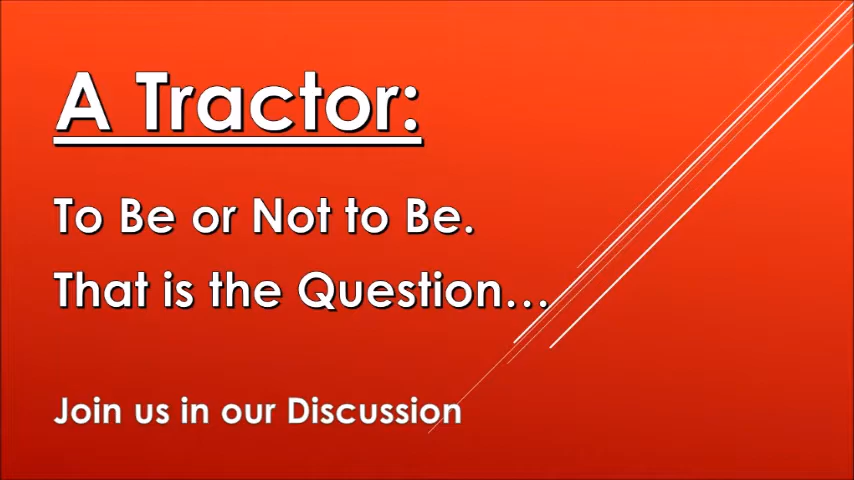 A Tractor:
To Be or Not to Be.
That is the Question...
Join us in our Discussion